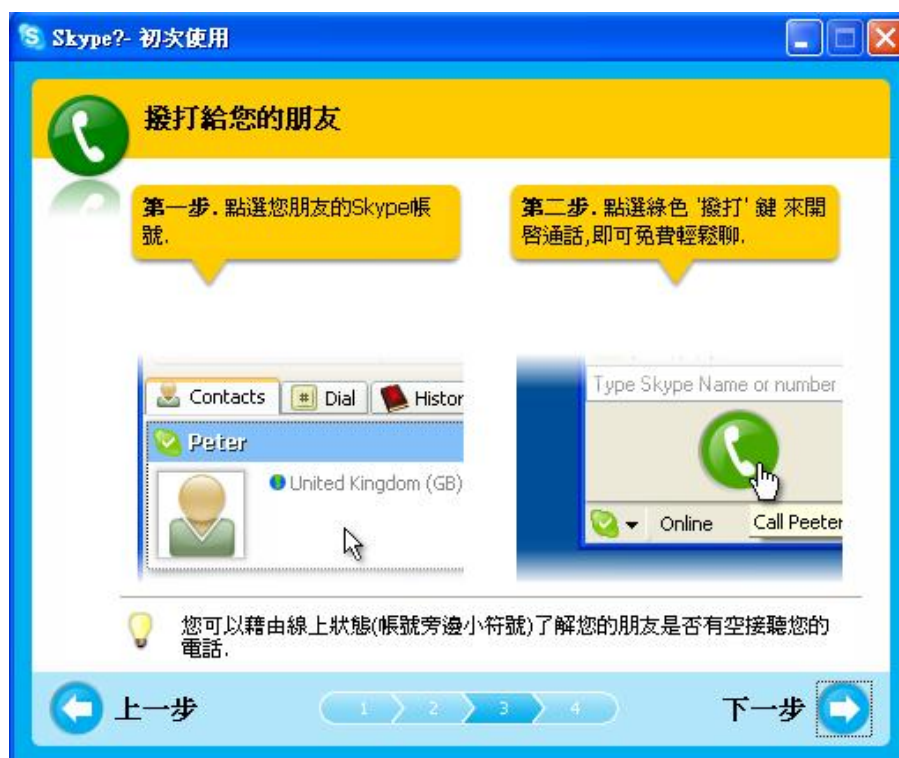 Skype?- 初次使用
撥打給您的朋友
第一步. 點選您朋友的Skype帳
號.
第二步. 點選綠色 '撥打' 鍵 來開
啓通話,即可免費輕鬆聊.
Contacts
Dial
Histor
Peter
United Kingdom (GB)
Type Skype Name or number
Online
Call Peeter
您可以藉由線上狀態(帳號旁邊小符號)了解您的朋友是否有空接聽您的
電話.
上一步
1 2 3 4
下一步